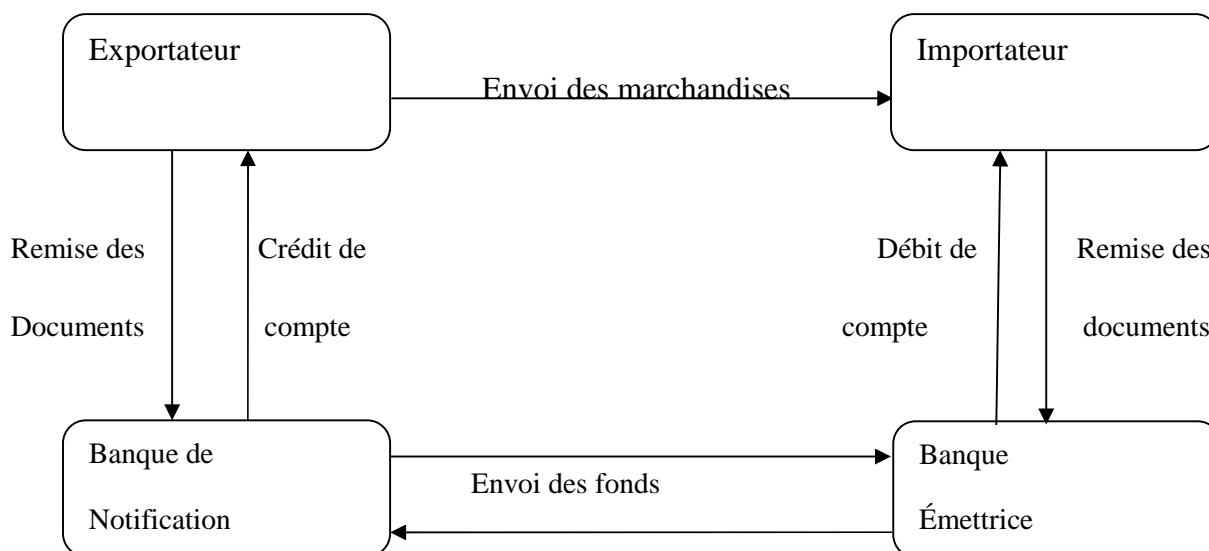 Exportateur
Importateur
Envoi des marchandises
Remise des
Documents
Crédit de
compte
Débit de
compte
Remise des
documents
Banque de
Notification
Envoi des fonds
Banque
Émettrice